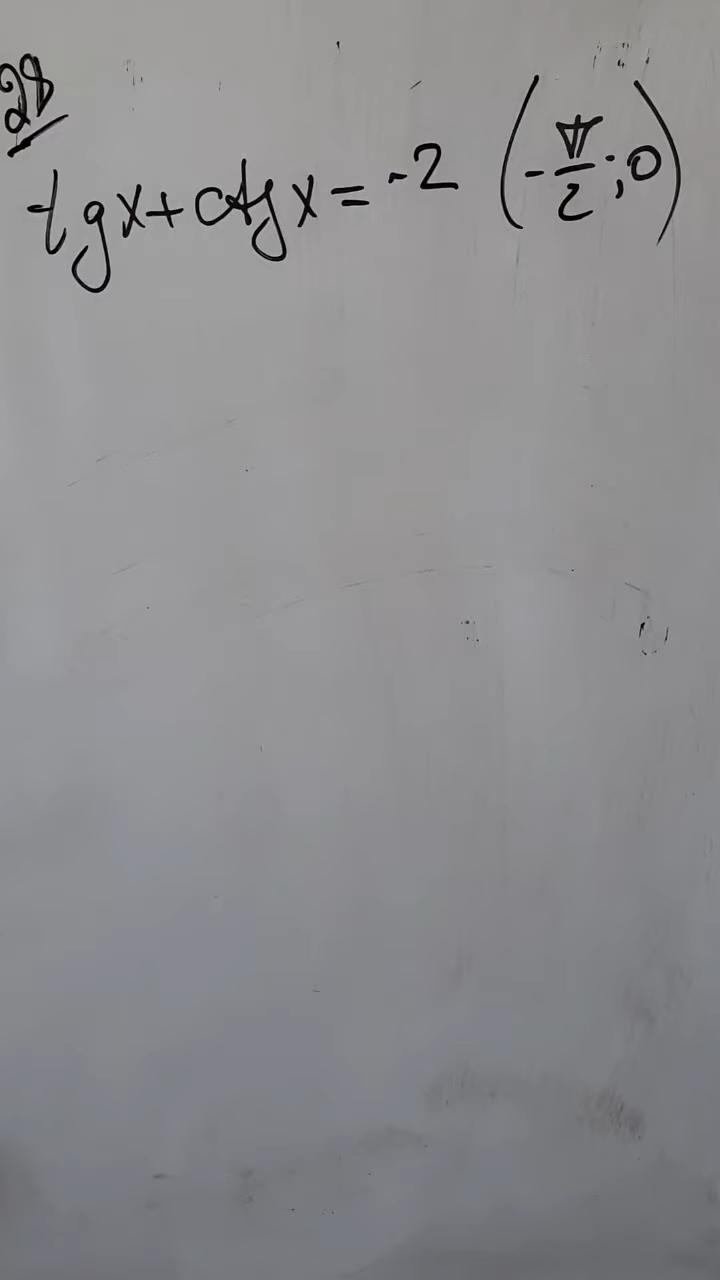 28
tgx + ctgx = -2 (-π/2; 0)